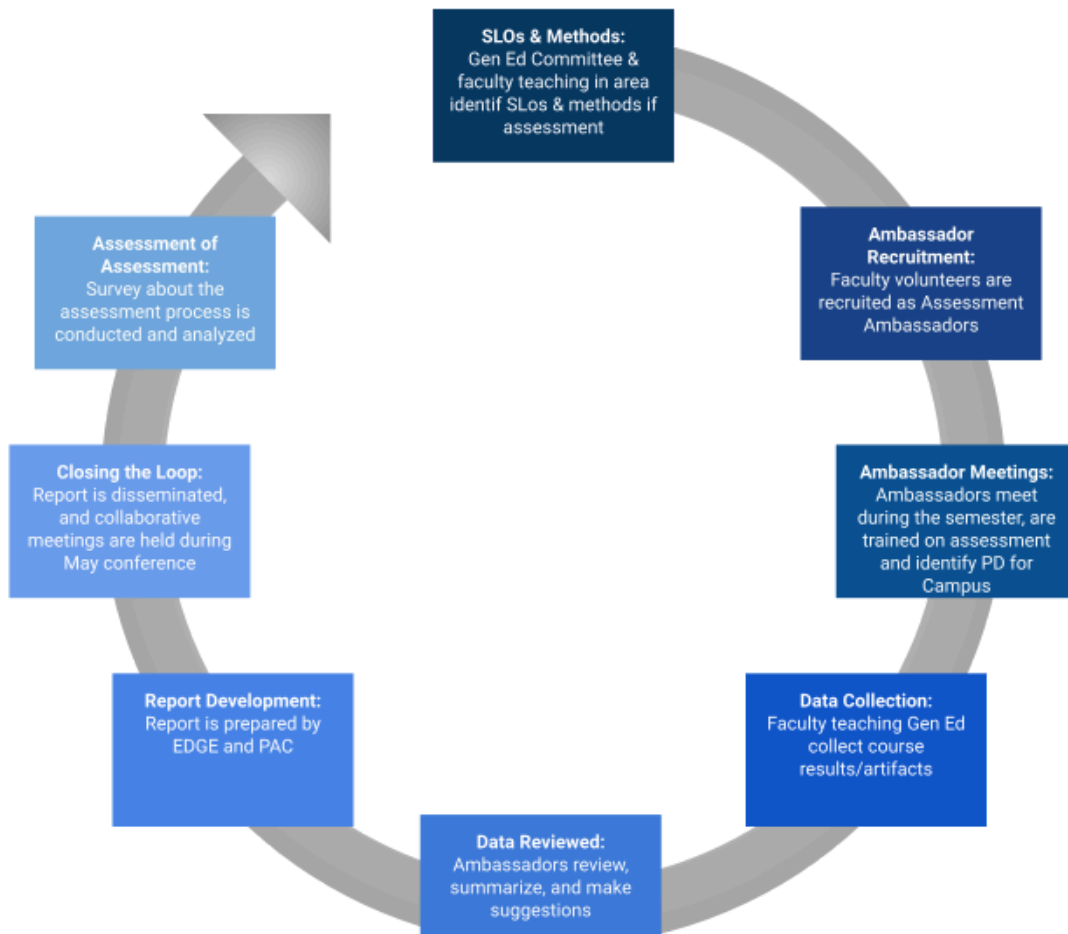 SLOs & Methods:
Gen Ed Committee &
faculty teaching in area
identif SLos & methods if
assessment
Ambassador
Recruitment:
Faculty volunteers are
recruited as Assessment
Ambassadors
Ambassador Meetings:
Ambassadors meet
during the semester, are
trained on assessment
and identify PD for
Campus
Data Collection:
Faculty teaching Gen Ed
collect course
results/artifacts
Data Reviewed:
Ambassadors review,
summarize, and make
suggestions
Report Development:
Report is prepared by
EDGE and PAC
Closing the Loop:
Report is disseminated,
and collaborative
meetings are held during
May conference
Assessment of
Assessment:
Survey about the
assessment process is
conducted and analyzed